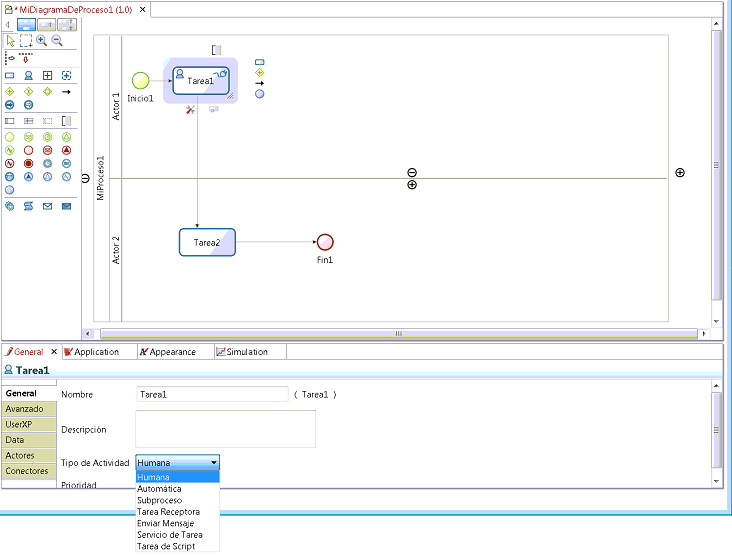 * MiDiagramaDeProceso1 (1.0)
MiProceso1
Actor 1
Inicio1
Tarea1
Actor 2
Tarea2
Fin1
General
Application
Appearance
Simulation
Tarea1
General
Avanzado
UserXP
Data
Actores
Conectores
Nombre
Tarea1
( Tarea1 )
Descripción
Tipo de Actividad
Humana
Prioridad
Humana
Automática
Subproceso
Tarea Receptora
Enviar Mensaje
Servicio de Tarea
Tarea de Script